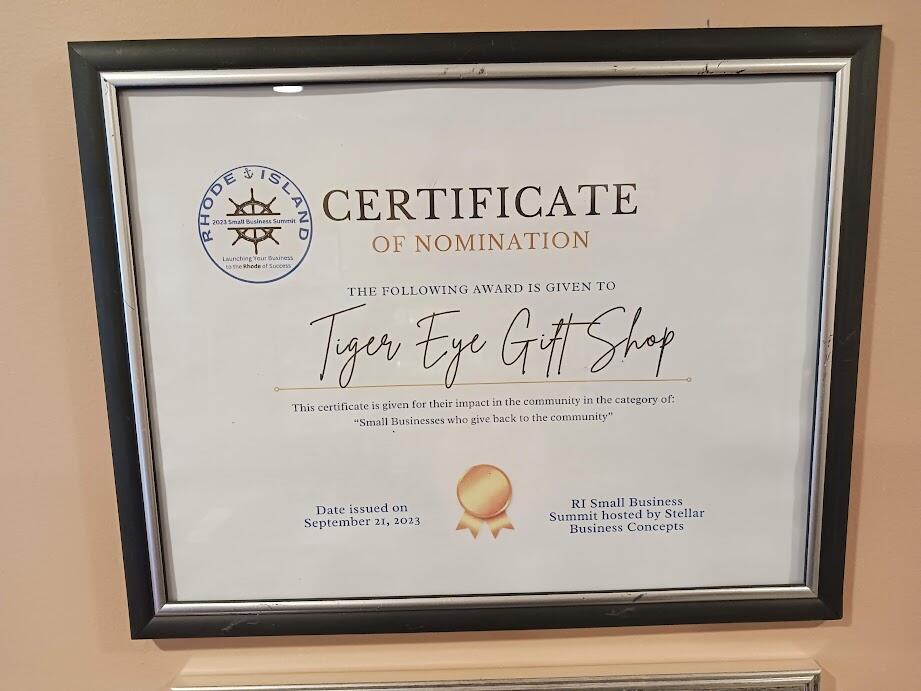 RHODE ISLAND
2023 Small Business Summit
Launching Your Business
to the Rhode of Success
CERTIFICATE
OF NOMINATION
THE FOLLOWING AWARD IS GIVEN TO
Tiger Eye Gift Shop
This certificate is given for their impact in the community in the category of:
“Small Businesses who give back to the community”
Date issued on
September 21, 2023
RI Small Business
Summit hosted by Stellar
Business Concepts